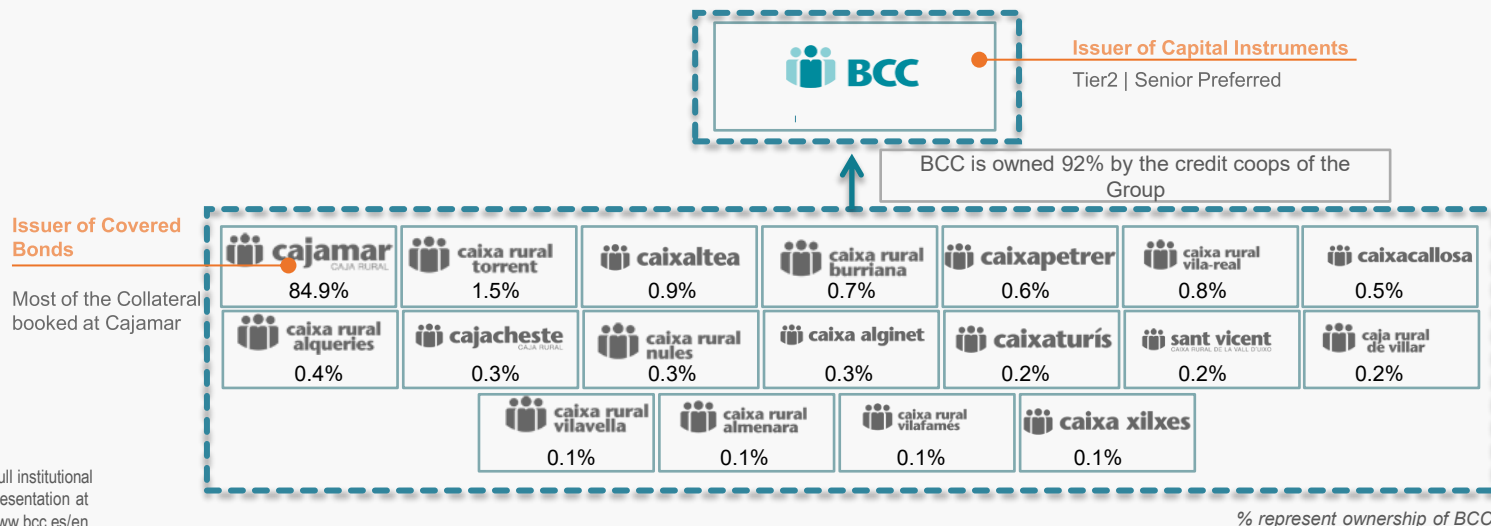 BCC
Issuer of Capital Instruments
Tier2 | Senior Preferred
BCC is owned 92% by the credit coops of the
Group
Issuer of Covered
Bonds
Most of the Collateral
booked at Cajamar
cajamar
CAJA RURAL
84.9%
caixa rural
torrent
1.5%
caixaltea
0.9%
caixa rural
burriana
0.7%
caixapetrer
0.6%
caixa rural
vila-real
0.8%
caixacallosa
0.5%
caixa rural
alqueries
0.4%
cajacheste
CAJA RURAL
0.3%
caixa rural
nules
0.3%
caixa alginet
0.3%
caixaturís
0.2%
sant vicent
CAIXA RURAL DE LA VALL D'UIXO
0.2%
caja rural
de villar
0.2%
caixa rural
vilavella
0.1%
caixa rural
almenara
0.1%
caixa rural
vilafamés
0.1%
caixa xilxes
0.1%
ull institutional
esentation at
ww.bcc.es/en
% represent ownership of BCC